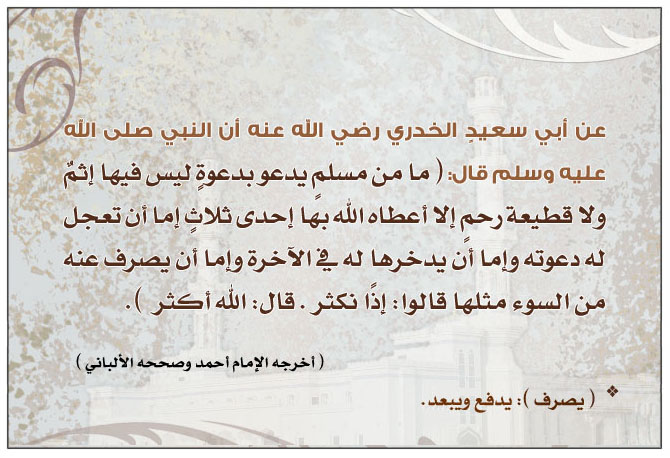 عن أبي سعيدِ الخدري رضي الله عنه أن النبي صلى الله
عليه وسلم قال: ( ما من مسلمٍ يدعو بدعوةٍ ليس فيها إثمٌ
ولا قطيعة رحمٍ إلا أعطاه الله بها إحدى ثلاثٍ إما أن تعجل
له دعوته وإما أن يدخرها له في الآخرة وإما أن يصرف عنه
من السوء مثلها قالوا: إذًا نكثر . قال: الله أكثر ).
( أخرجه الإمام أحمد وصححه الألباني )
❖ ( يصرف ): يدفع ويبعد.